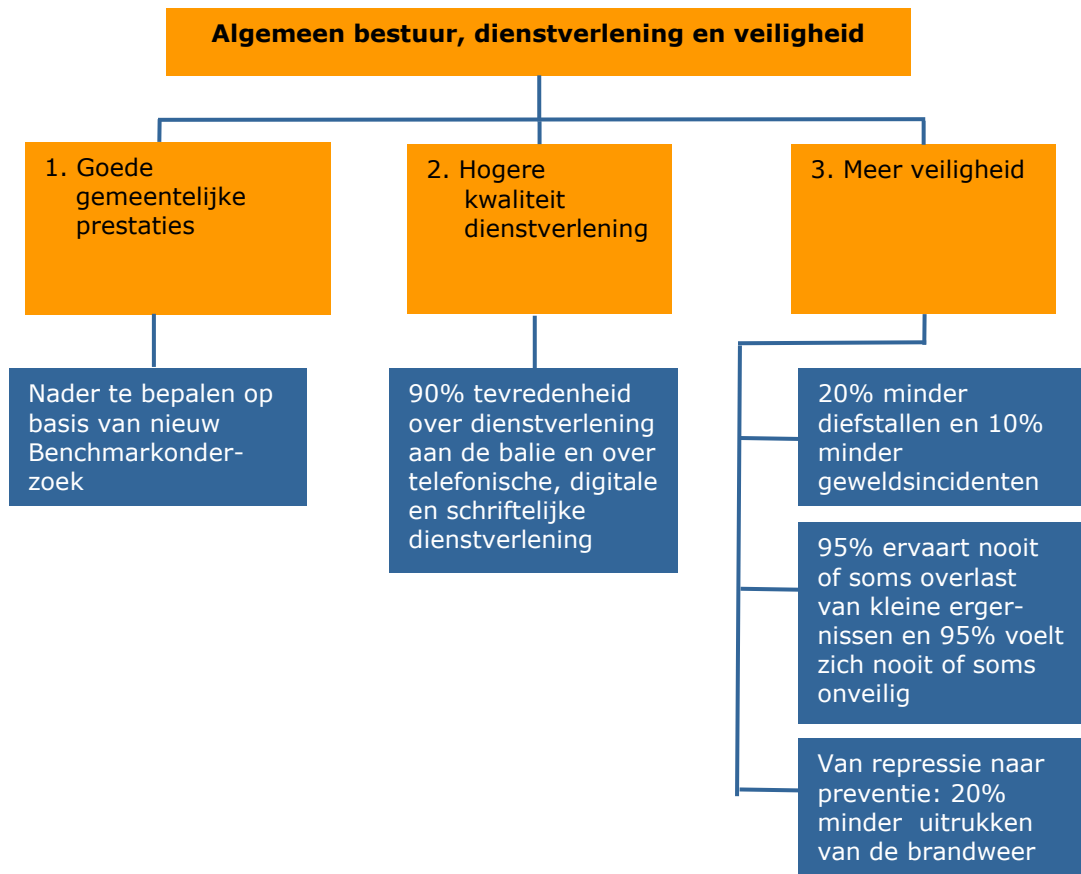 Algemeen bestuur, dienstverlening en veiligheid
1. Goede
gemeentelijke
prestaties
2. Hogere
kwaliteit
dienstverlening
3. Meer veiligheid
Nader te bepalen op
basis van nieuw
Benchmarkonder-
zoek
90% tevredenheid
over dienstverlening
aan de balie en over
telefonische, digitale
en schriftelijke
dienstverlening
20% minder
diefstallen en 10%
minder
geweldsincidenten
95% ervaart nooit
of soms overlast
van kleine erger-
nissen en 95% voelt
zich nooit of soms
onveilig
Van repressie naar
preventie: 20%
minder uitrukken
van de brandweer